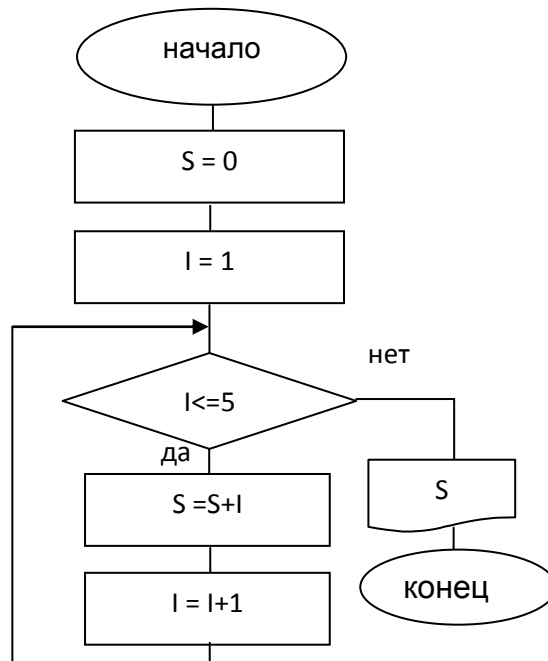 начало
S = 0
I = 1
нет
I<=5
да
S =S+I
S
I = I+1
конец